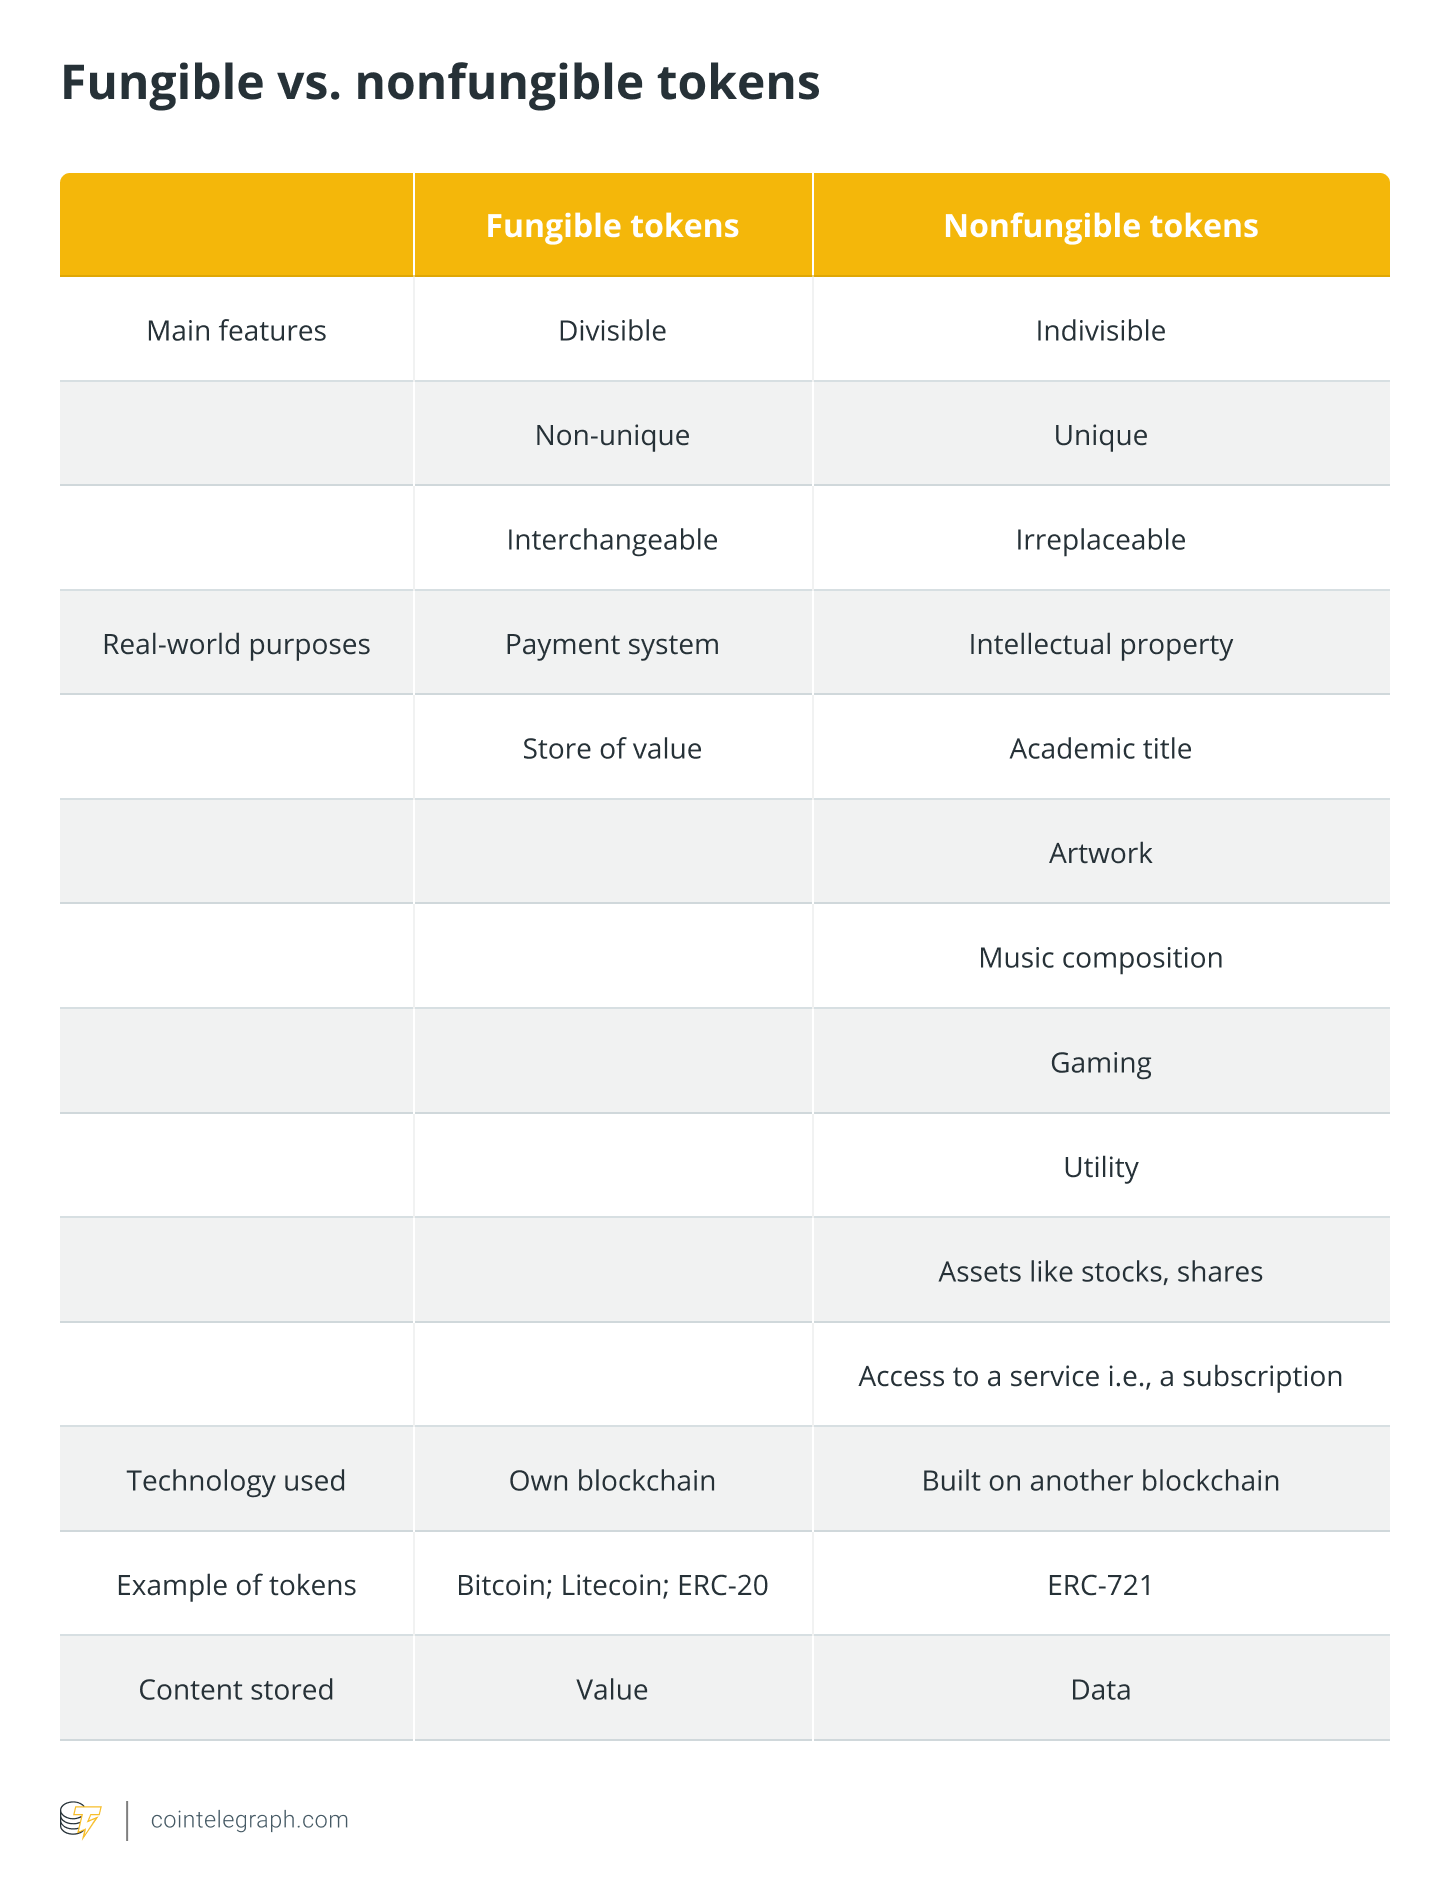 Fungible vs. nonfungible tokens
Fungible tokens Nonfungible tokens
Main features Divisible Indivisible
Non-unique Unique
Interchangeable Irreplaceable
Real-world purposes Payment system Intellectual property
Store of value Academic title
Artwork
Music composition
Gaming
Utility
Assets like stocks, shares
Access to a service i.e., a subscription
Technology used Own blockchain Built on another blockchain
Example of tokens Bitcoin; Litecoin; ERC-20 ERC-721
Content stored Value Data
cointelegraph.com